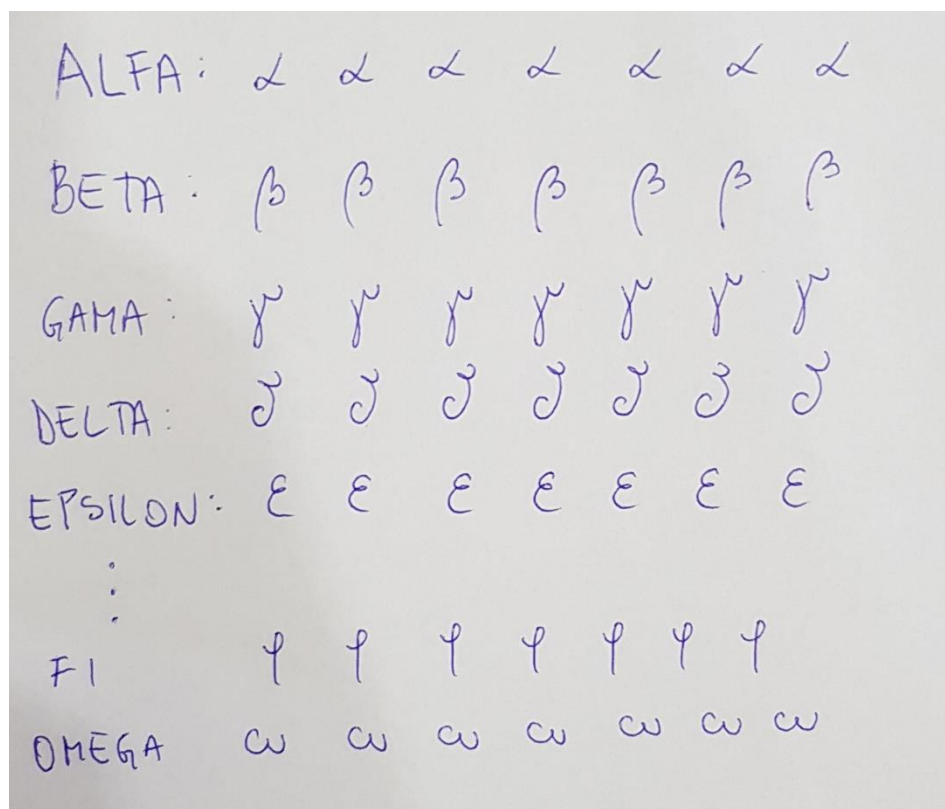 ALFA: α α α α α α α
BETA: β β β β β β β
GAMA: γ γ γ γ γ γ γ
DELTA: δ δ δ δ δ δ δ
EPSILON: ε ε ε ε ε ε ε
⋮
FI φ φ φ φ φ φ φ
OMEGA ω ω ω ω ω ω ω